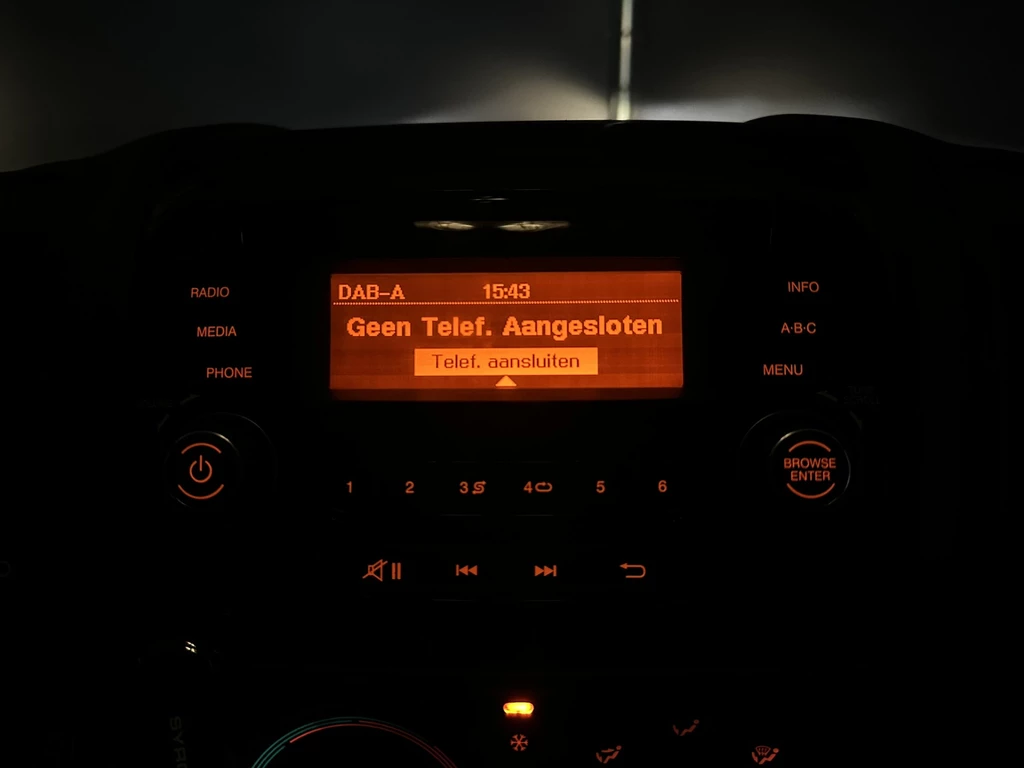 DAB-A 15:43
Geen Telef. Aangesloten
Telef. aansluiten
RADIO
MEDIA
PHONE
INFO
A·B·C
MENU
BROWSE
ENTER
1 2 3 4 5 6